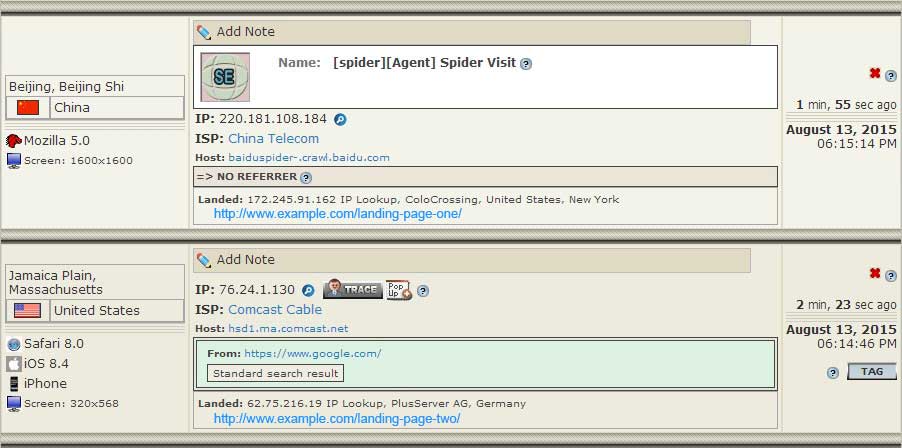 Add Note
SE
Name: [spider][Agent] Spider Visit ?
Beijing, Beijing Shi
China
Mozilla 5.0
Screen: 1600x1600
IP: 220.181.108.184
ISP: China Telecom
Host: baiduspider-.crawl.baidu.com
=> NO REFERRER ?
Landed: 172.245.91.162 IP Lookup, ColoCrossing, United States, New York
http://www.example.com/landing-page-one/
?
1 min, 55 sec ago
August 13, 2015
06:15:14 PM
Add Note
Jamaica Plain,
Massachusetts
United States
Safari 8.0
iOS 8.4
iPhone
Screen: 320x568
IP: 76.24.1.130 TRACE Pop Up ?
ISP: Comcast Cable
Host: hsd1.ma.comcast.net
From: https://www.google.com/
Standard search result
Landed: 62.75.216.19 IP Lookup, PlusServer AG, Germany
http://www.example.com/landing-page-two/
?
2 min, 23 sec ago
August 13, 2015
06:14:46 PM
? TAG